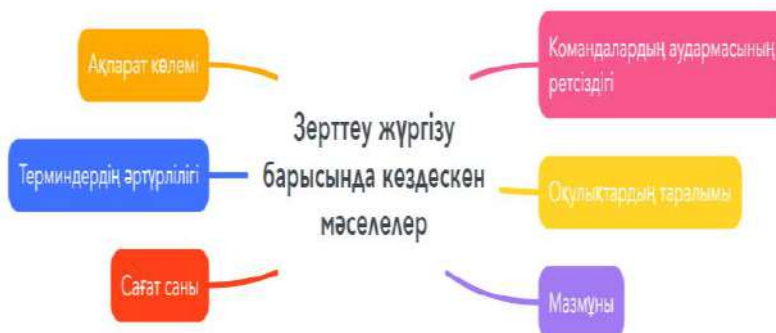 Ақпарат көлемі
Терминдердің әртүрлілігі
Сағат саны
Зерттеу жүргізу
барысында кездескен
мәселелер
Командалардың аудармасының
ретсіздігі
Оқулықтардың таралымы
Мазмұны